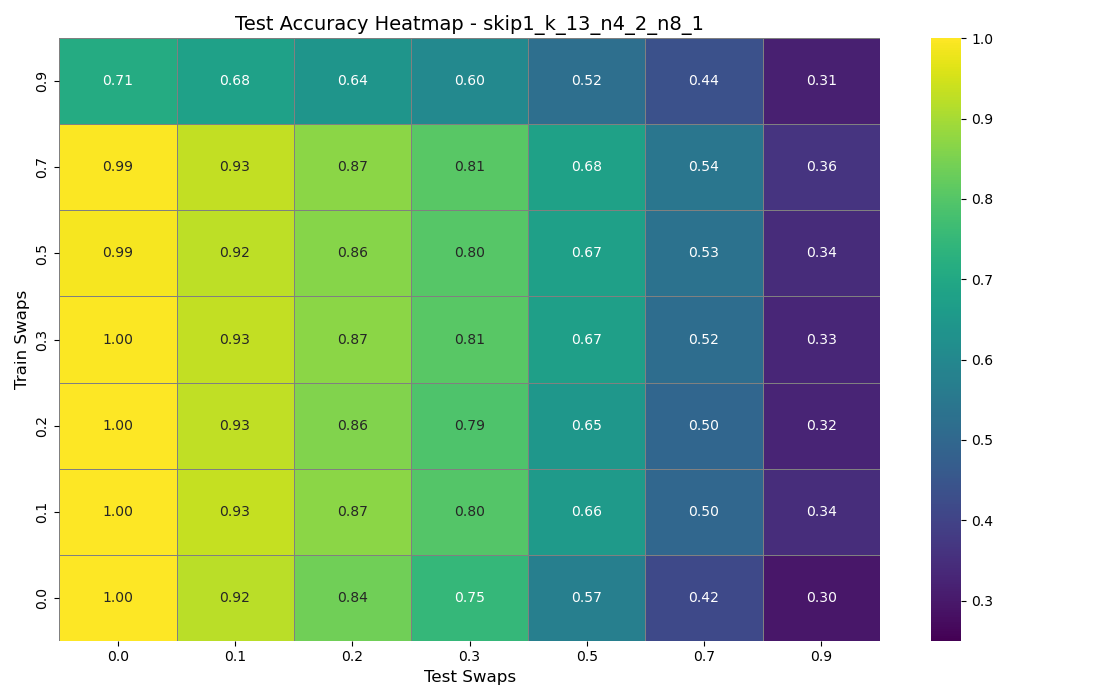 Test Accuracy Heatmap - skip1_k_13_n4_2_n8_1
Train Swaps
0.9 0.71 0.68 0.64 0.60 0.52 0.44 0.31
0.7 0.99 0.93 0.87 0.81 0.68 0.54 0.36
0.5 0.99 0.92 0.86 0.80 0.67 0.53 0.34
0.3 1.00 0.93 0.87 0.81 0.67 0.52 0.33
0.2 1.00 0.93 0.86 0.79 0.65 0.50 0.32
0.1 1.00 0.93 0.87 0.80 0.66 0.50 0.34
0.0 1.00 0.92 0.84 0.75 0.57 0.42 0.30
0.0 0.1 0.2 0.3 0.5 0.7 0.9
Test Swaps
1.0
0.9
0.8
0.7
0.6
0.5
0.4
0.3